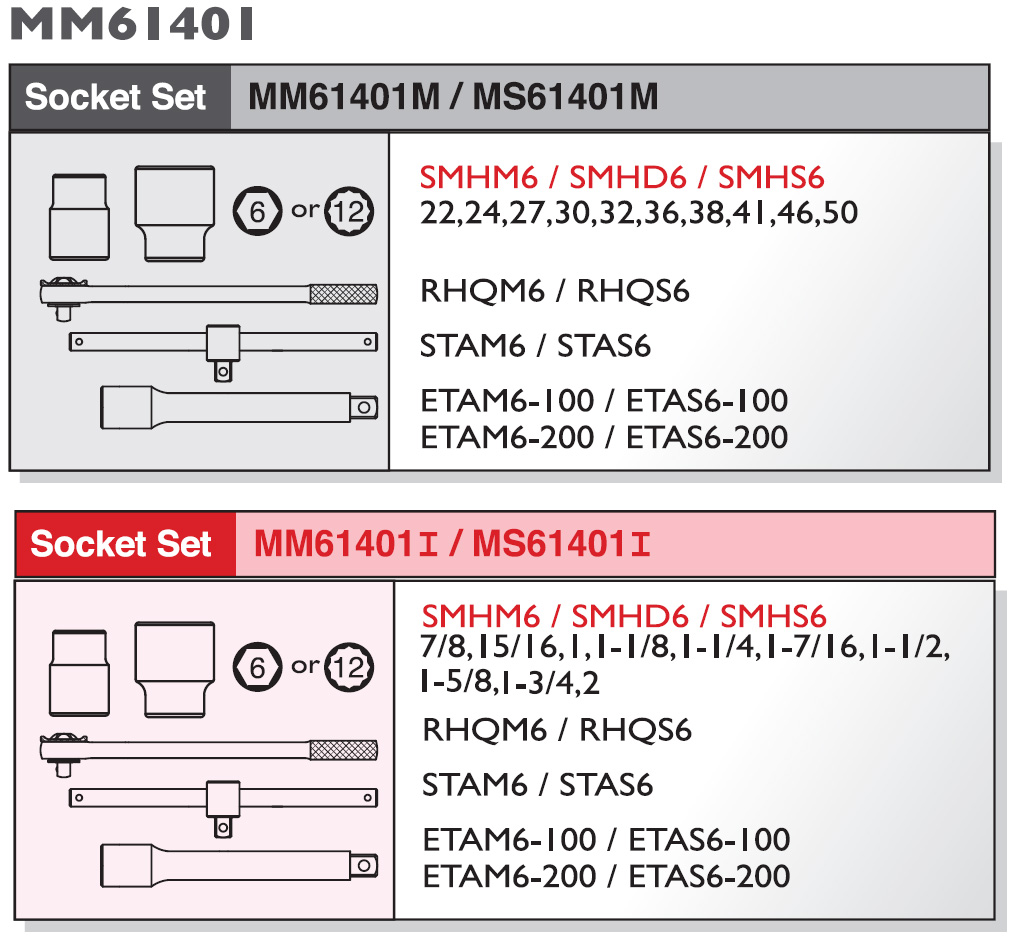 MM61401
Socket Set MM61401M / MS61401M
6 or 12
SMHM6 / SMHD6 / SMHS6
22,24,27,30,32,36,38,41,46,50
RHQM6 / RHQS6
STAM6 / STAS6
ETAM6-100 / ETAS6-100
ETAM6-200 / ETAS6-200
Socket Set MM61401I / MS61401I
6 or 12
SMHM6 / SMHD6 / SMHS6
7/8,15/16,1,1-1/8,1-1/4,1-7/16,1-1/2,
1-5/8,1-3/4,2
RHQM6 / RHQS6
STAM6 / STAS6
ETAM6-100 / ETAS6-100
ETAM6-200 / ETAS6-200